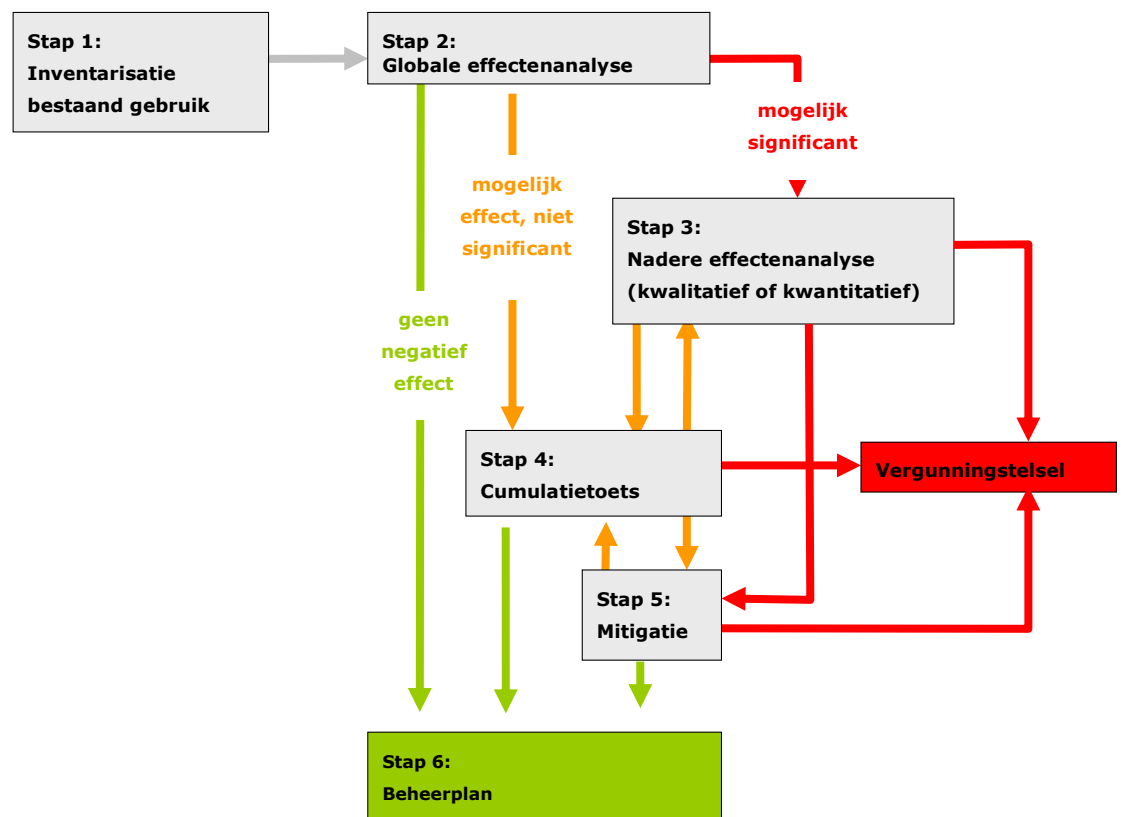 Stap 1:
Inventarisatie
bestaand gebruik
Stap 2:
Globale effectenanalyse
mogelijk
significant
mogelijk
effect, niet
significant
Stap 3:
Nadere effectenanalyse
(kwalitatief of kwantitatief)
geen
negatief
effect
Stap 4:
Cumulatietoets
Vergunningstelsel
Stap 5:
Mitigatie
Stap 6:
Beheerplan